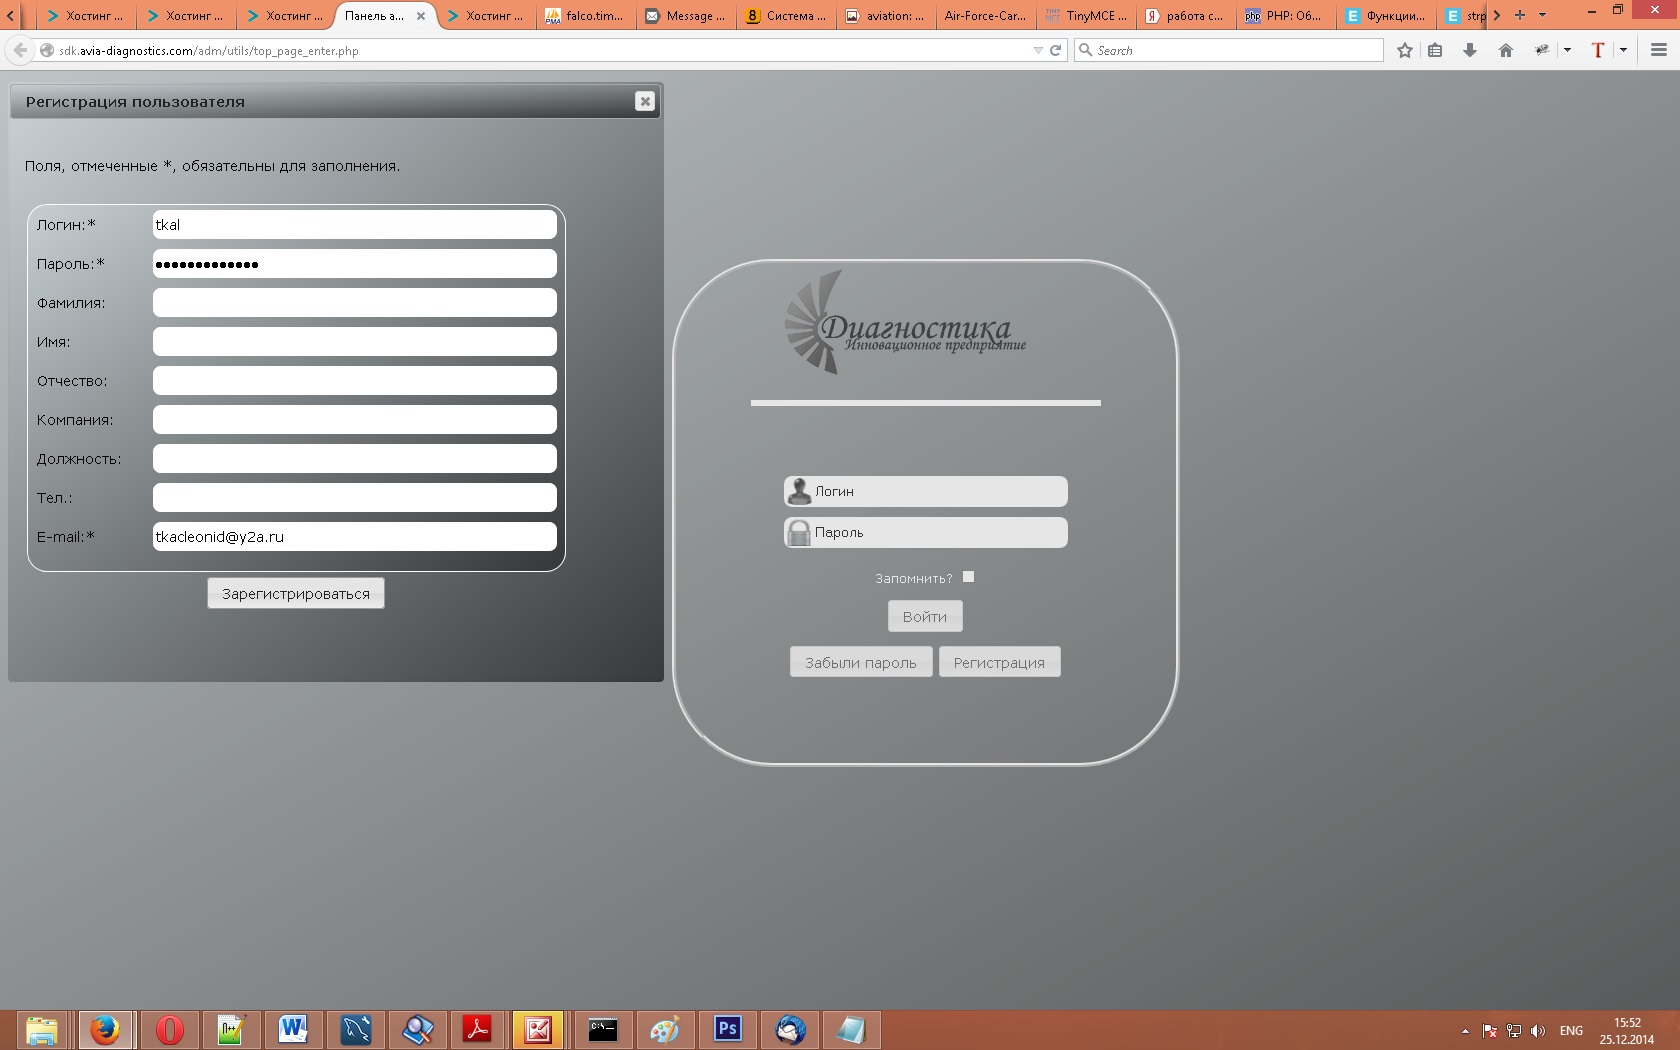 Хостинг ...
Хостинг ...
Хостинг ...
Панель а...
Хостинг ...
falco.tim...
Message ...
Система ...
aviation: ...
Air-Force-Car...
TinyMCE ...
работа с...
PHP: Об...
Функции...
strp
sdk.avia-diagnostics.com/adm/utils/top_page_enter.php
Search
Регистрация пользователя
Поля, отмеченные *, обязательны для заполнения.
Логин:* tkal
Пароль:* •••••••••••••
Фамилия:
Имя:
Отчество:
Компания:
Должность:
Тел.:
E-mail:* tkacleonid@y2a.ru
Зарегистрироваться
Диагностика
Инновационное предприятие
Логин
Пароль
Запомнить?
Войти
Забыли пароль Регистрация
ENG
15:52
25.12.2014